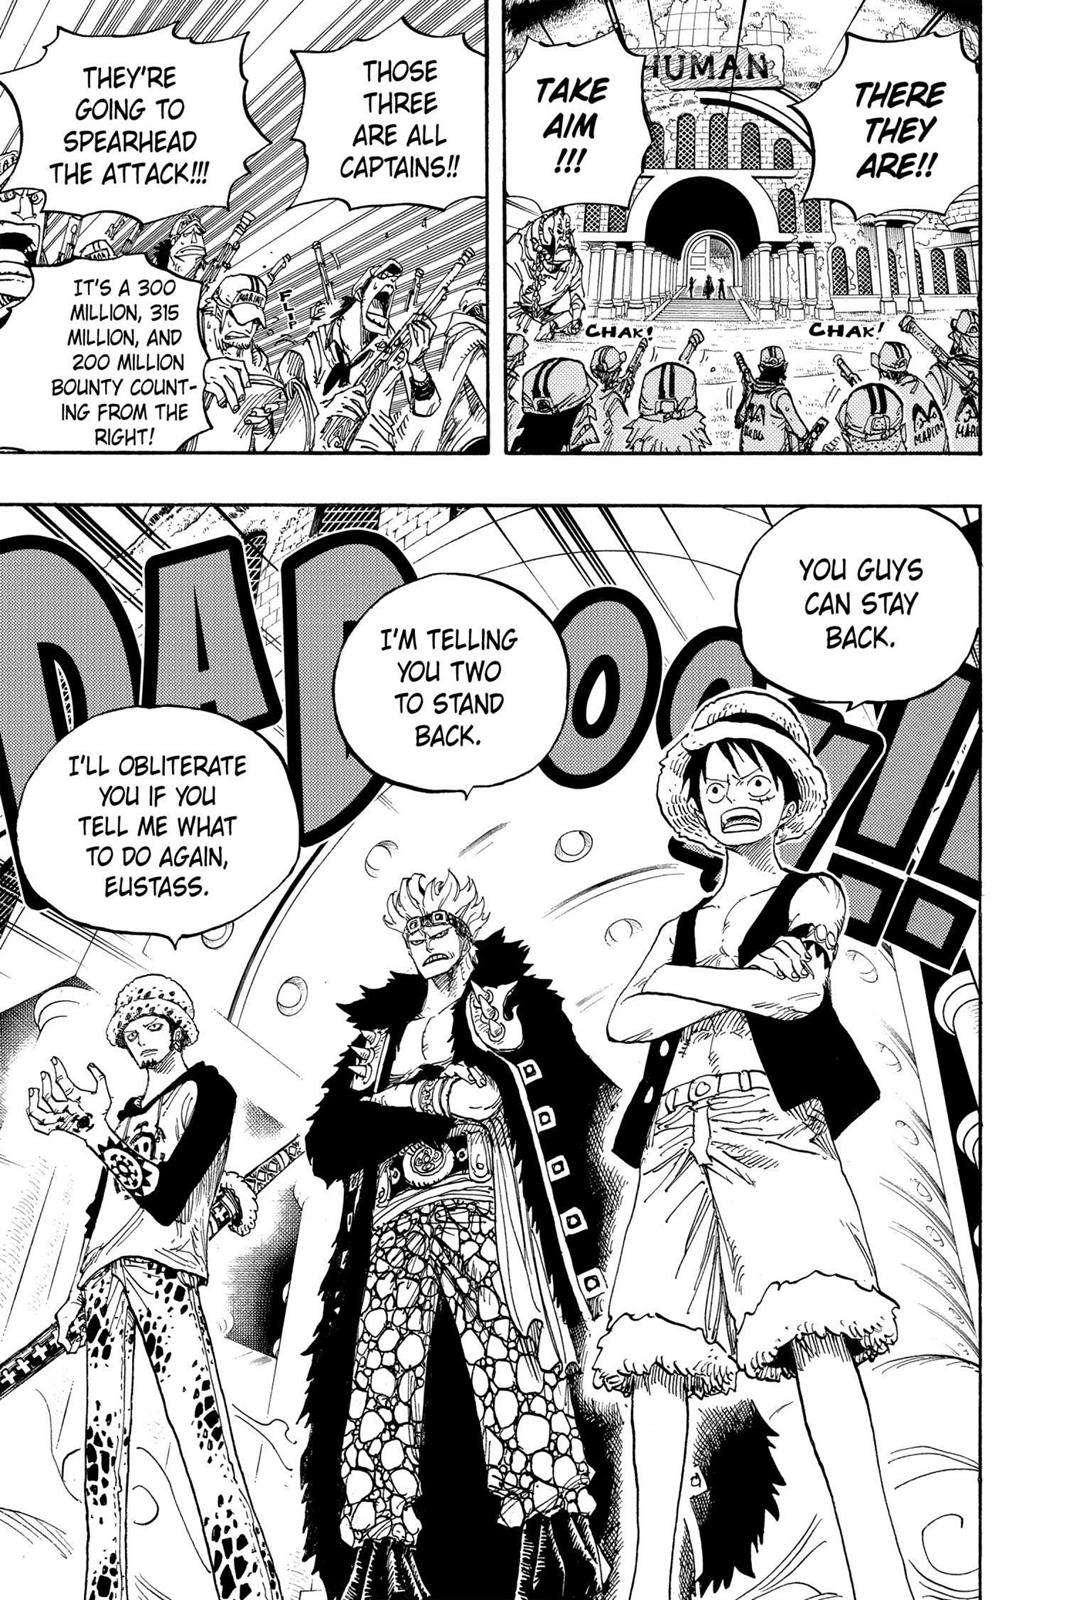 THERE
THEY
ARE!!
TAKE
AIM
!!!
HUMAN
CHAK!
CHAK!
THOSE
THREE
ARE ALL
CAPTAINS!!
THEY'RE
GOING TO
SPEARHEAD
THE ATTACK!!!
FLIP
MARINE
IT'S A 300
MILLION, 315
MILLION, AND
200 MILLION
BOUNTY COUNT-
ING FROM THE
RIGHT!
YOU GUYS
CAN STAY
BACK.
I'M TELLING
YOU TWO
TO STAND
BACK.
I'LL OBLITERATE
YOU IF YOU
TELL ME WHAT
TO DO AGAIN,
EUSTASS.